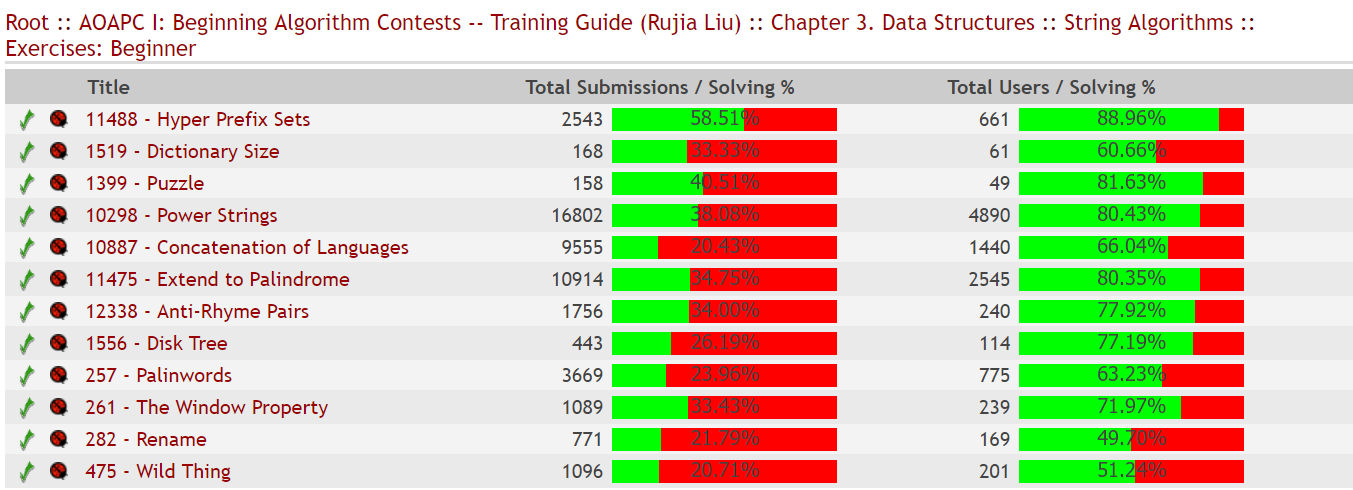 Root :: AOAPC I: Beginning Algorithm Contests -- Training Guide (Rujia Liu) :: Chapter 3. Data Structures :: String Algorithms ::
Exercises: Beginner
Title Total Submissions / Solving % Total Users / Solving %
11488 - Hyper Prefix Sets 2543 58.51% 661 88.96%
1519 - Dictionary Size 168 33.33% 61 60.66%
1399 - Puzzle 158 40.51% 49 81.63%
10298 - Power Strings 16802 38.08% 4890 80.43%
10887 - Concatenation of Languages 9555 20.43% 1440 66.04%
11475 - Extend to Palindrome 10914 34.75% 2545 80.35%
12338 - Anti-Rhyme Pairs 1756 34.00% 240 77.92%
1556 - Disk Tree 443 26.19% 114 77.19%
257 - Palinwords 3669 23.96% 775 63.23%
261 - The Window Property 1089 33.43% 239 71.97%
282 - Rename 771 21.79% 169 49.70%
475 - Wild Thing 1096 20.71% 201 51.24%